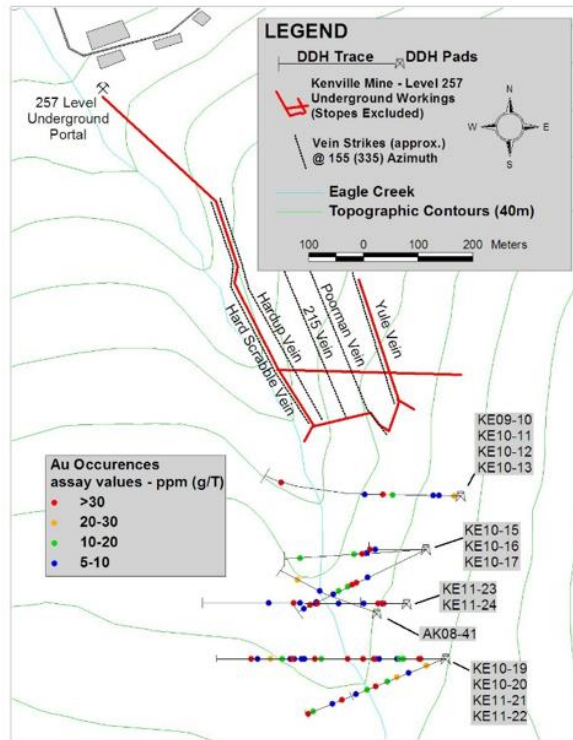 LEGEND
DDH Trace
DDH Pads
Kenville Mine - Level 257
Underground Workings
(Stopes Excluded)
Vein Strikes (approx.)
@ 155 (335) Azimuth
Eagle Creek
Topographic Contours (40m)
N
W
E
S
100 0 100 200 Meters
257 Level
Underground
Portal
Hard Scrabble Vein
Hardup Vein
215 Vein
Poorman Vein
Yule Vein
Au Occurences
assay values - ppm (g/T)
>30
20-30
10-20
5-10
KE09-10
KE10-11
KE10-12
KE10-13
KE10-15
KE10-16
KE10-17
KE11-23
KE11-24
AK08-41
KE10-19
KE10-20
KE11-21
KE11-22